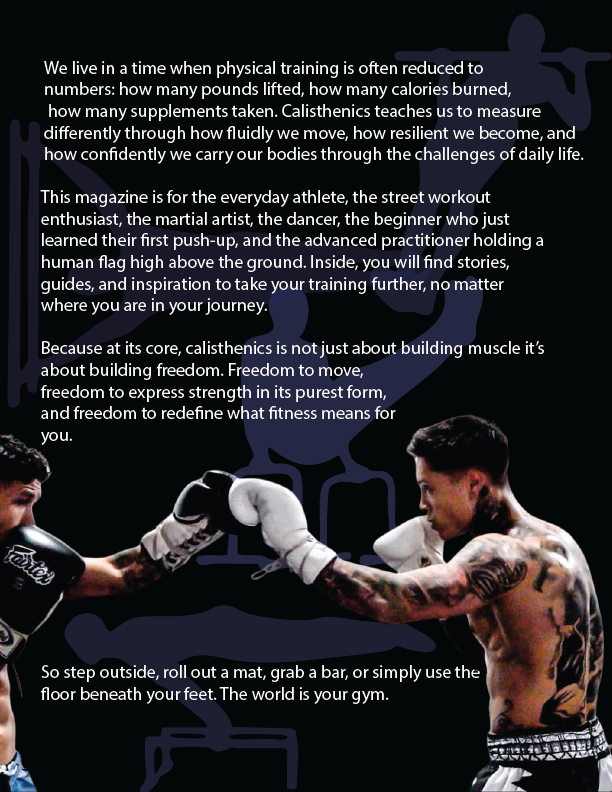 We live in a time when physical training is often reduced to
numbers: how many pounds lifted, how many calories burned,
how many supplements taken. Calisthenics teaches us to measure
differently through how fluidly we move, how resilient we become, and
how confidently we carry our bodies through the challenges of daily life.
This magazine is for the everyday athlete, the street workout
enthusiast, the martial artist, the dancer, the beginner who just
learned their first push-up, and the advanced practitioner holding a
human flag high above the ground. Inside, you will find stories,
guides, and inspiration to take your training further, no matter
where you are in your journey.
Because at its core, calisthenics is not just about building muscle it’s
about building freedom. Freedom to move,
freedom to express strength in its purest form,
and freedom to redefine what fitness means for
you.
Fairtex
So step outside, roll out a mat, grab a bar, or simply use the
floor beneath your feet. The world is your gym.